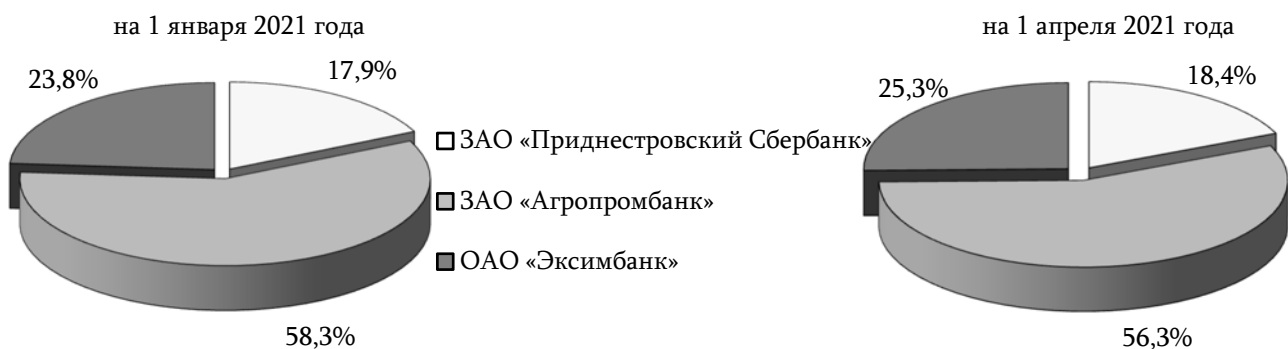 на 1 января 2021 года
23,8%
17,9%
58,3%
ЗАО «Приднестровский Сбербанк»
ЗАО «Агропромбанк»
ОАО «Эксимбанк»
на 1 апреля 2021 года
25,3%
18,4%
56,3%